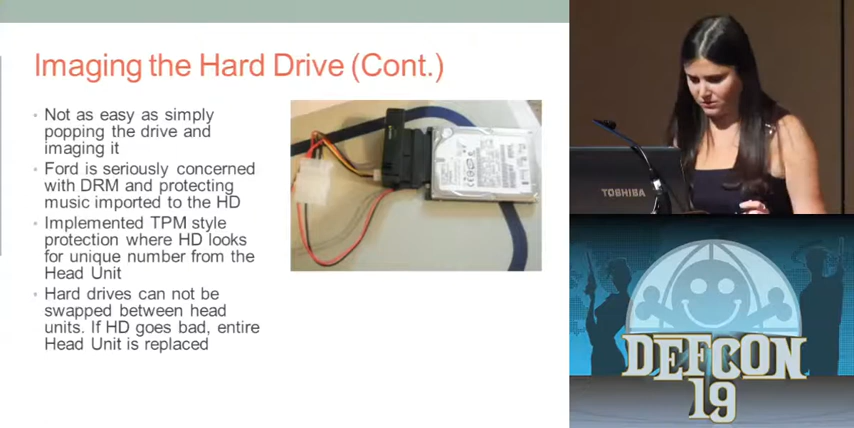 Imaging the Hard Drive (Cont.)
Not as easy as simply
popping the drive and
imaging it
Ford is seriously concerned
with DRM and protecting
music imported to the HD
Implemented TPM style
protection where HD looks
for unique number from the
Head Unit
Hard drives can not be
swapped between head
units. If HD goes bad, entire
Head Unit is replaced
TOSHIBA
DEFCON
19